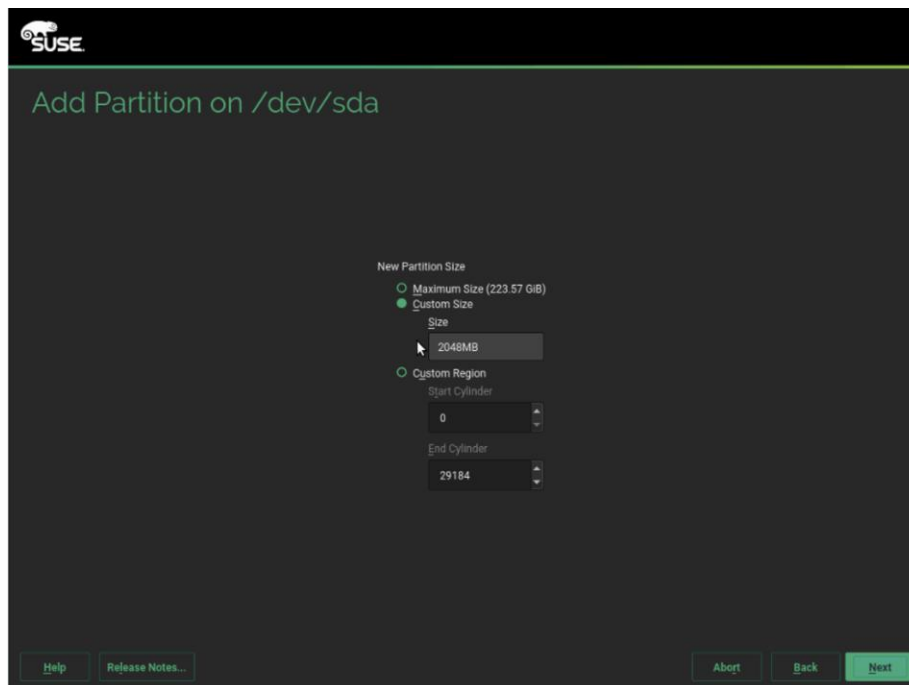 SUSE.
Add Partition on /dev/sda
New Partition Size
Maximum Size (223.57 GiB)
Custom Size
Size
2048MB
Custom Region
Start Cylinder
0
End Cylinder
29184
Help Release Notes... Abort Back Next